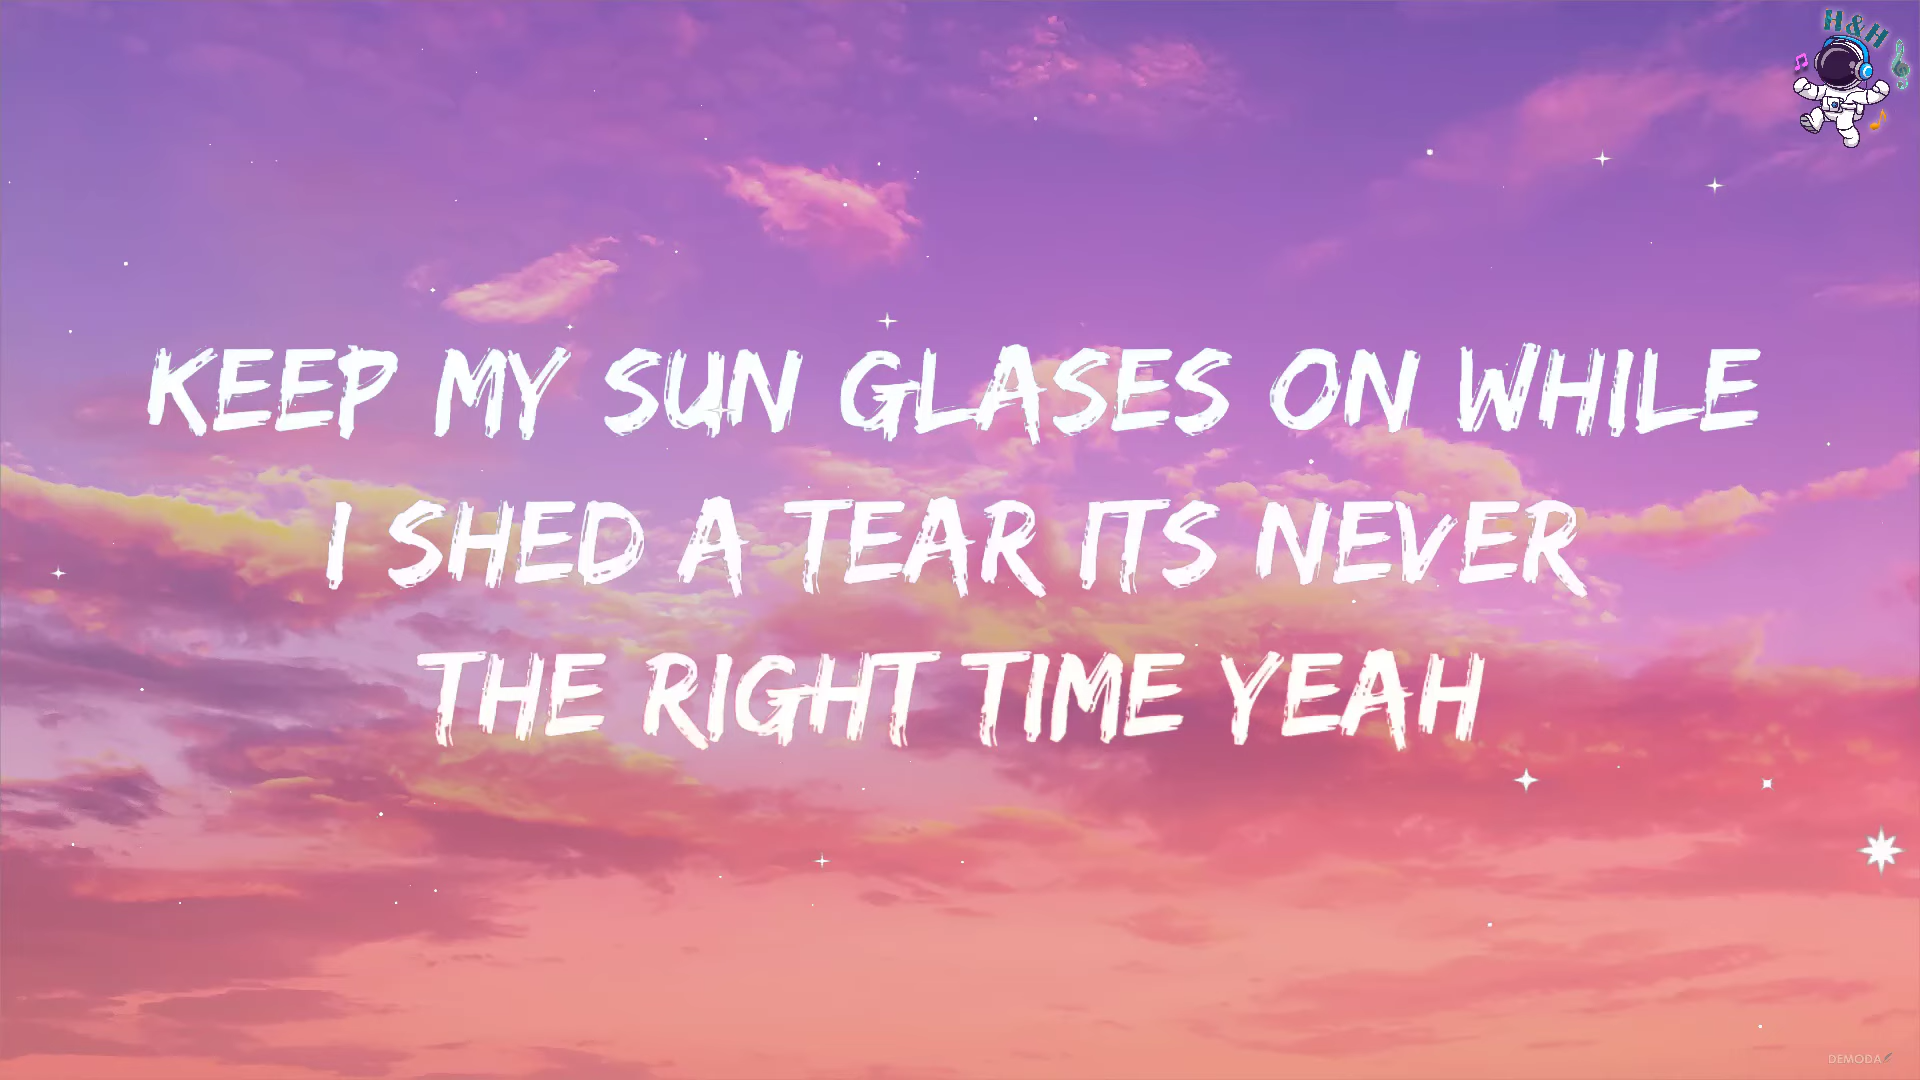 H&H
KEEP MY SUN GLASES ON WHILE
I SHED A TEAR ITS NEVER
THE RIGHT TIME YEAH
DEMODA